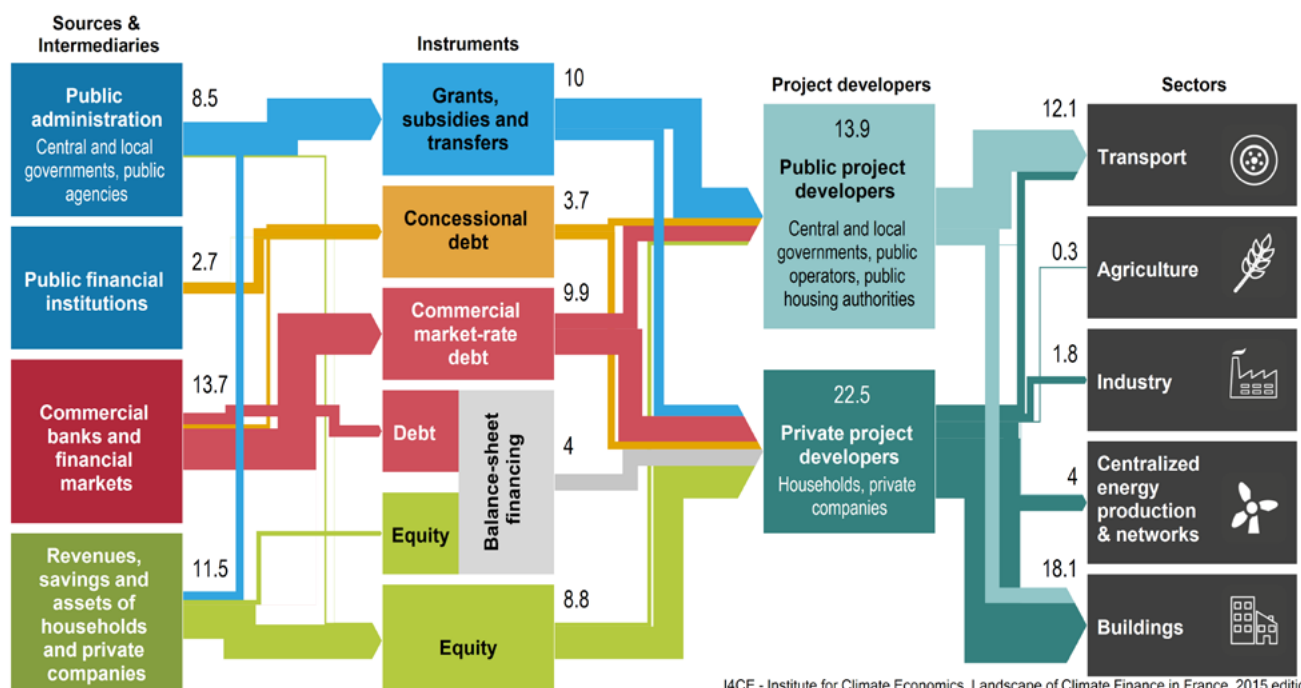 Sources &
Intermediaries
Public
administration
Central and local
governments, public
agencies
8.5
Public financial
institutions
2.7
Commercial
banks and
financial
markets
13.7
Revenues,
savings and
assets of
households
and private
companies
11.5
Instruments
Grants,
subsidies and
transfers
10
Concessional
debt
3.7
Commercial
market-rate
debt
9.9
Debt
Equity
Balance-sheet
financing
4
Equity
8.8
Project developers
13.9
Public project
developers
Central and local
governments, public
operators, public
housing authorities
22.5
Private project
developers
Households, private
companies
Sectors
12.1
Transport
0.3
Agriculture
1.8
Industry
4
Centralized
energy
production
& networks
18.1
Buildings
I4CE - Institute for Climate Economics, Landscape of Climate Finance in France, 2015 editio